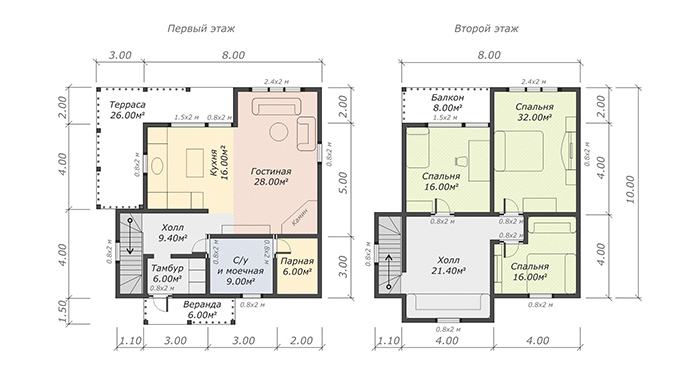 Первый этаж
3.00
8.00
2.4x2 м
Терраса
26.00м²
1.5x2 м
0.8x2 м
2.00
4.00
4.00
1.50
0.8x2 м
Кухня
16.00м²
Гостиная
28.00м²
Камин
0.8x2 м
2.00
5.00
3.00
Холл
9.40м²
0.8x2 м
Тамбур
6.00м²
0.8x2 м
0.8x2 м
С/у
и моечная
9.00м²
0.8x2 м
Парная
6.00м²
Веранда
6.00м²
0.8x2 м
1.10
3.00
3.00
2.00
Второй этаж
8.00
2.4x2 м
Балкон
8.00м²
1.5x2 м
Спальня
32.00м²
0.8x2 м
2.00
4.00
4.00
2.00
4.00
4.00
10.00
Спальня
16.00м²
0.8x2 м
0.8x2 м
0.8x2 м
0.8x2 м
Холл
21.40м²
Спальня
16.00м²
0.8x2 м
0.8x2 м
0.8x2 м
1.10
4.00
4.00